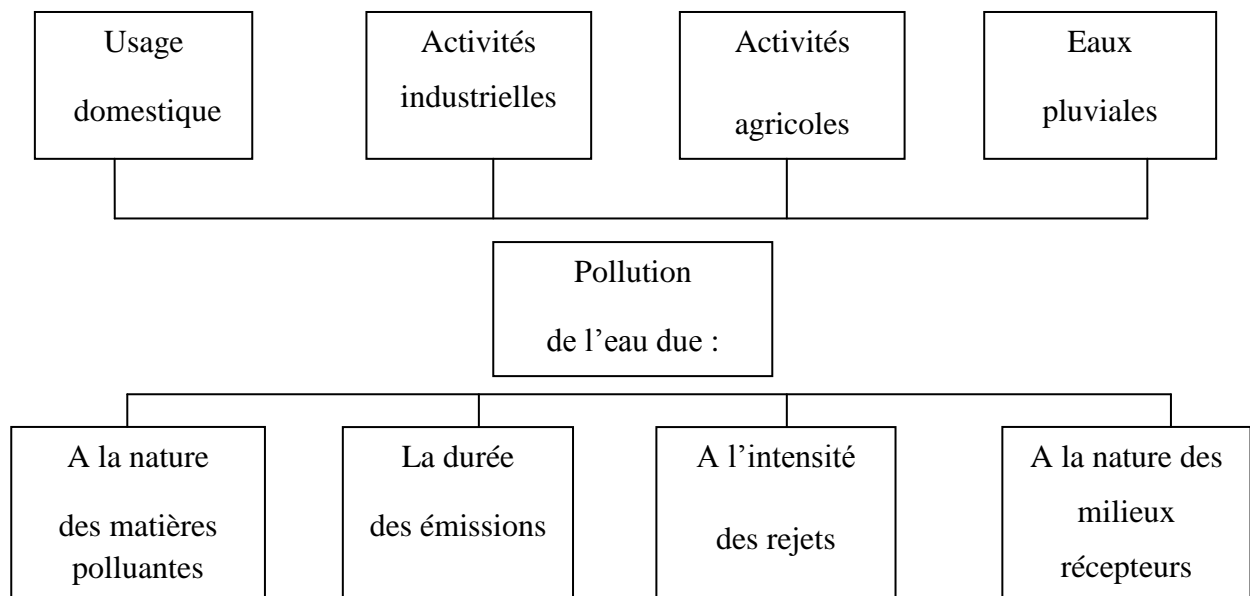 Usage
domestique
Activités
industrielles
Activités
agricoles
Eaux
pluviales
Pollution
de l’eau due :
A la nature
des matières
polluantes
La durée
des émissions
A l’intensité
des rejets
A la nature des
milieux
récepteurs